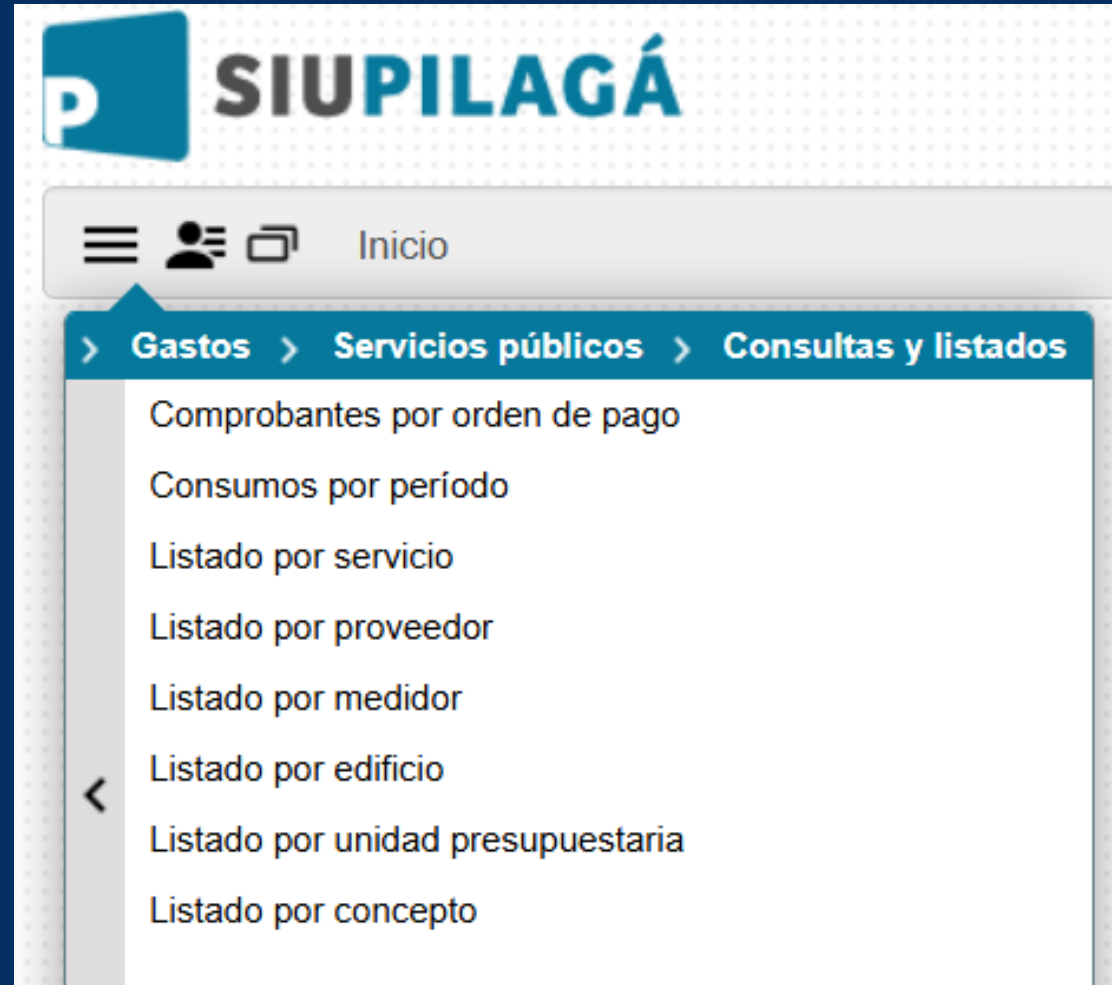 P SIUPILAGÁ
Inicio
> Gastos > Servicios públicos > Consultas y listados
Comprobantes por orden de pago
Consumos por período
Listado por servicio
Listado por proveedor
Listado por medidor
Listado por edificio
Listado por unidad presupuestaria
Listado por concepto